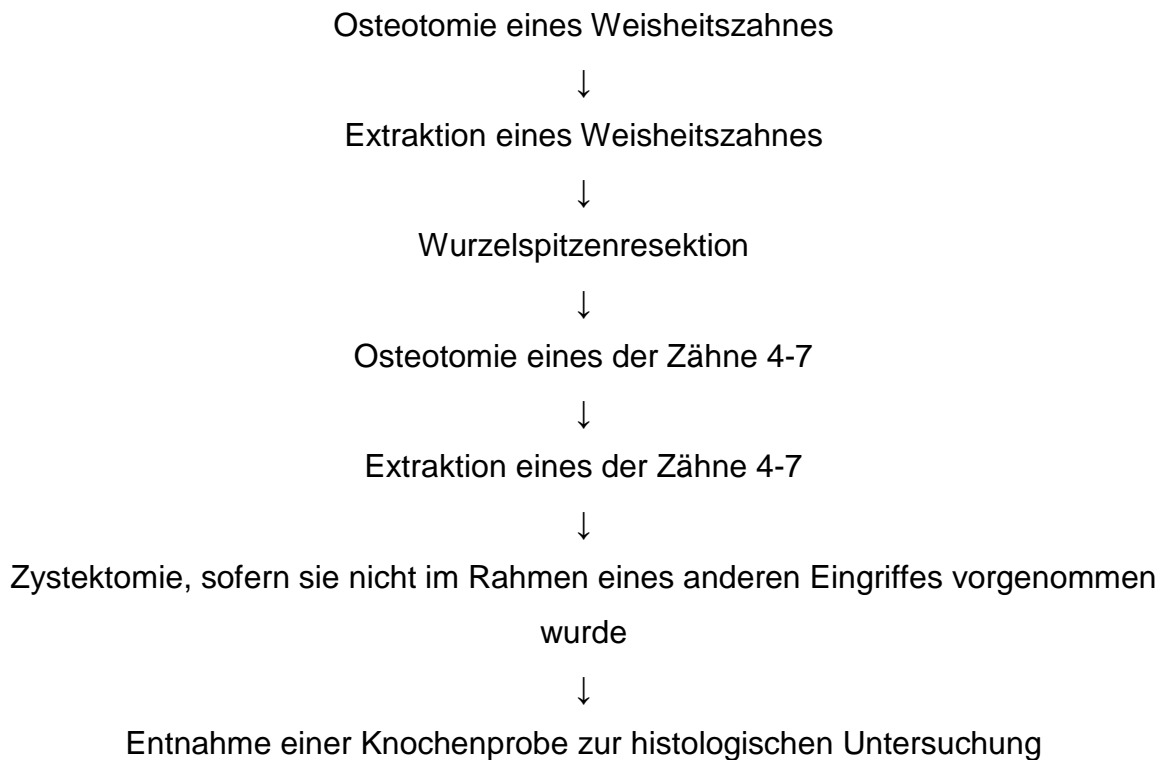 Osteotomie eines Weisheitszahnes
↓
Extraktion eines Weisheitszahnes
↓
Wurzelspitzenresektion
↓
Osteotomie eines der Zähne 4-7
↓
Extraktion eines der Zähne 4-7
↓
Zystektomie, sofern sie nicht im Rahmen eines anderen Eingriffes vorgenommen
wurde
↓
Entnahme einer Knochenprobe zur histologischen Untersuchung